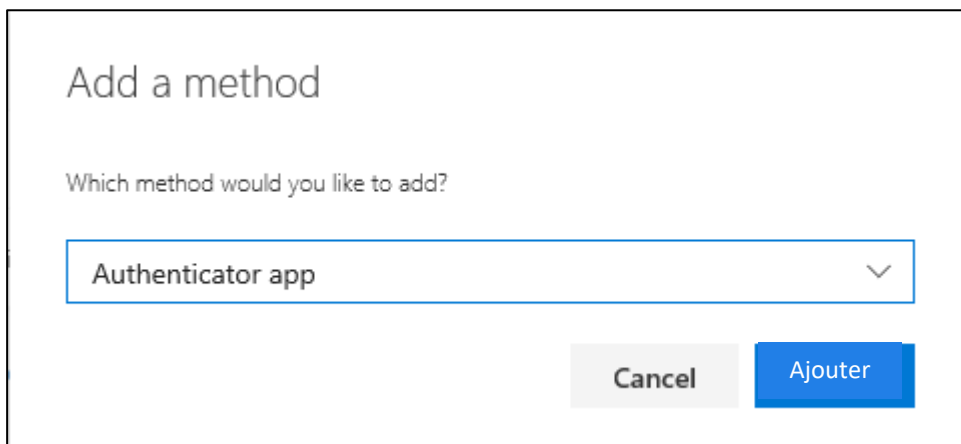 Add a method
Which method would you like to add?
Authenticator app
Cancel Ajouter